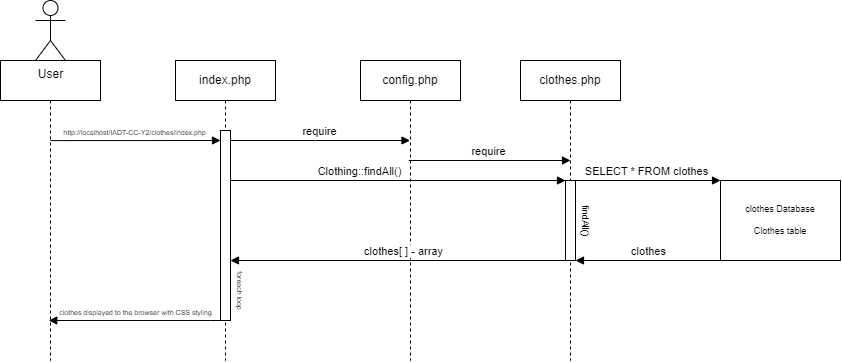 User
index.php
config.php
clothes.php
http://localhost/IADT-CC-Y2/clothes/index.php
require
require
Clothing::findAll()
SELECT * FROM clothes
findAll()
clothes Database
Clothes table
clothes[ ] - array
clothes
foreach loop
clothes displayed to the browser with CSS styling